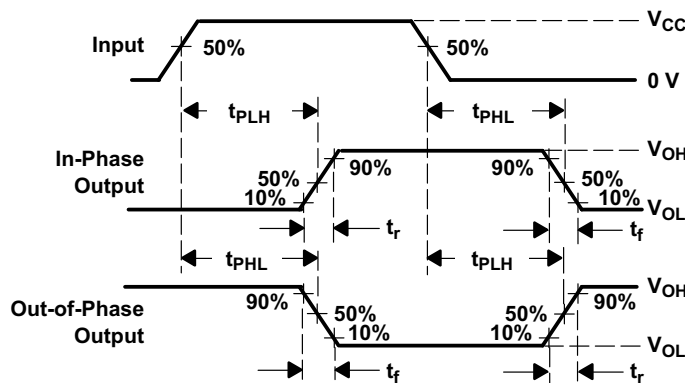 V_CC
Input
50%
50%
0 V
t_PLH
t_PHL
In-Phase
Output
V_OH
90%
90%
50%
50%
10%
10%
V_OL
t_r
t_f
t_PHL
t_PLH
Out-of-Phase
Output
V_OH
90%
90%
50%
50%
10%
10%
V_OL
t_f
t_r